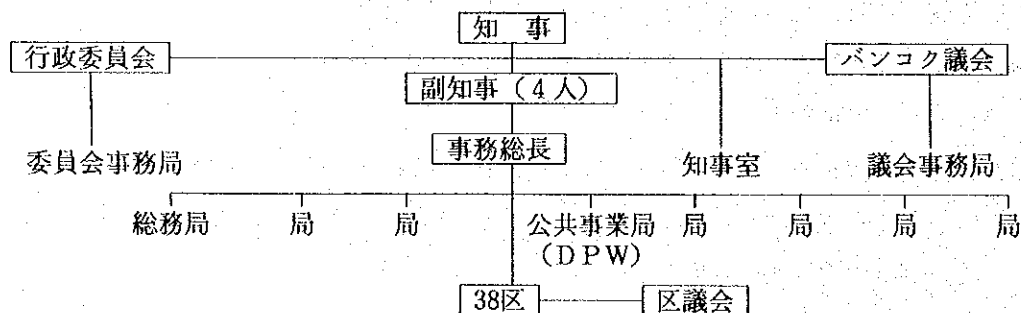 知 事
行政委員会 バンコク議会
副知事(4人)
事務総長
委員会事務局 知事室 議会事務局
総務局 局 局 公共事業局 局 局 局 局
(DPW)
38区 区議会